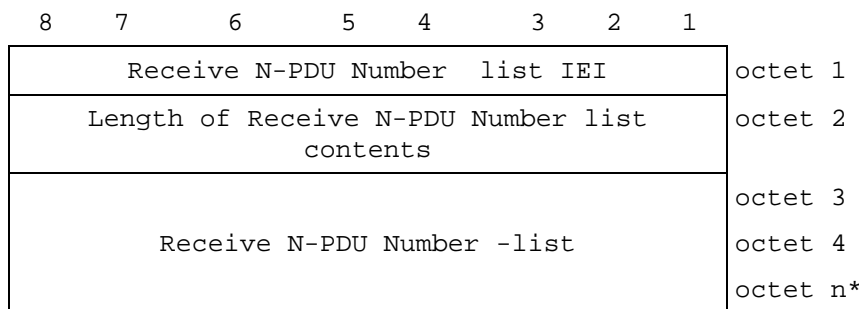 8 7 6 5 4 3 2 1
Receive N-PDU Number list IEI octet 1
Length of Receive N-PDU Number list octet 2
contents
octet 3
Receive N-PDU Number -list octet 4
octet n*